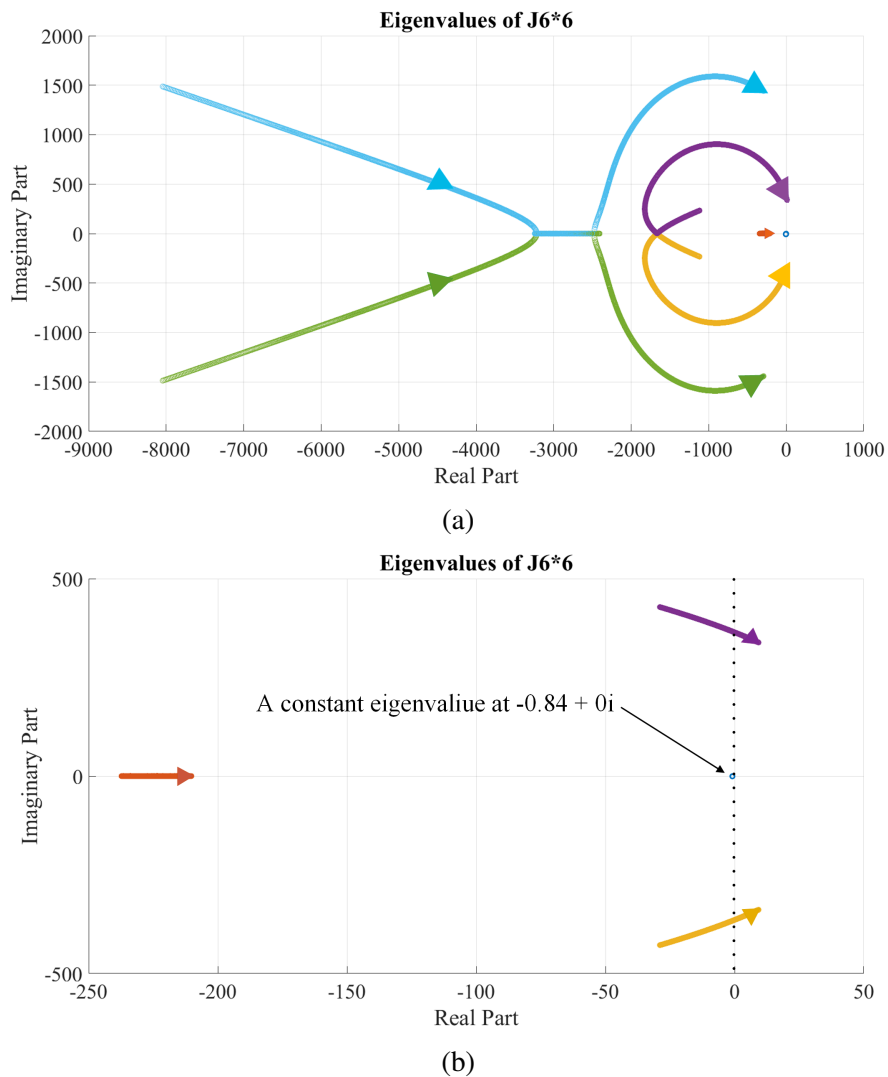 Eigenvalues of J6*6
2000
1500
1000
500
0
-500
-1000
-1500
-2000
Imaginary Part
-9000 -8000 -7000 -6000 -5000 -4000 -3000 -2000 -1000 0 1000
Real Part
(a)
Eigenvalues of J6*6
500
0
-500
Imaginary Part
A constant eigenvaliue at -0.84 + 0i
-250 -200 -150 -100 -50 0 50
Real Part
(b)